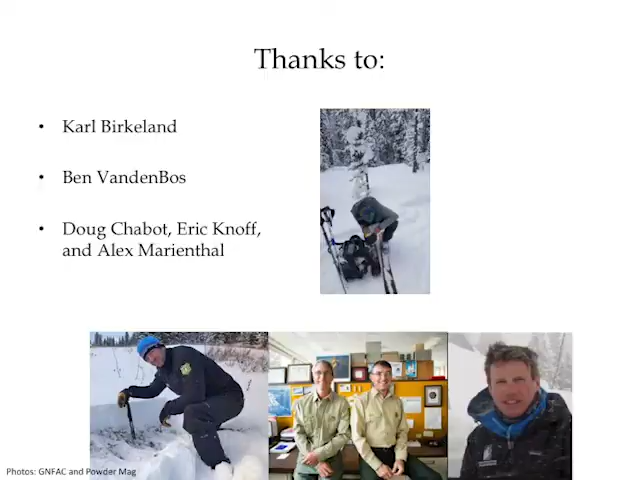 Thanks to:
• Karl Birkeland
• Ben VandenBos
• Doug Chabot, Eric Knoff,
and Alex Marienthal
Photos: GNFAC and Powder Mag